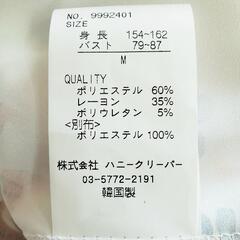 NO. 9992401
SIZE
身長 154~162
バスト 79~87
M
QUALITY
ポリエステル 60%
レーヨン 35%
ポリウレタン 5%
<別布>
ポリエステル 100%
株式会社 ハニークリーバー
03-5772-2191
韓国製